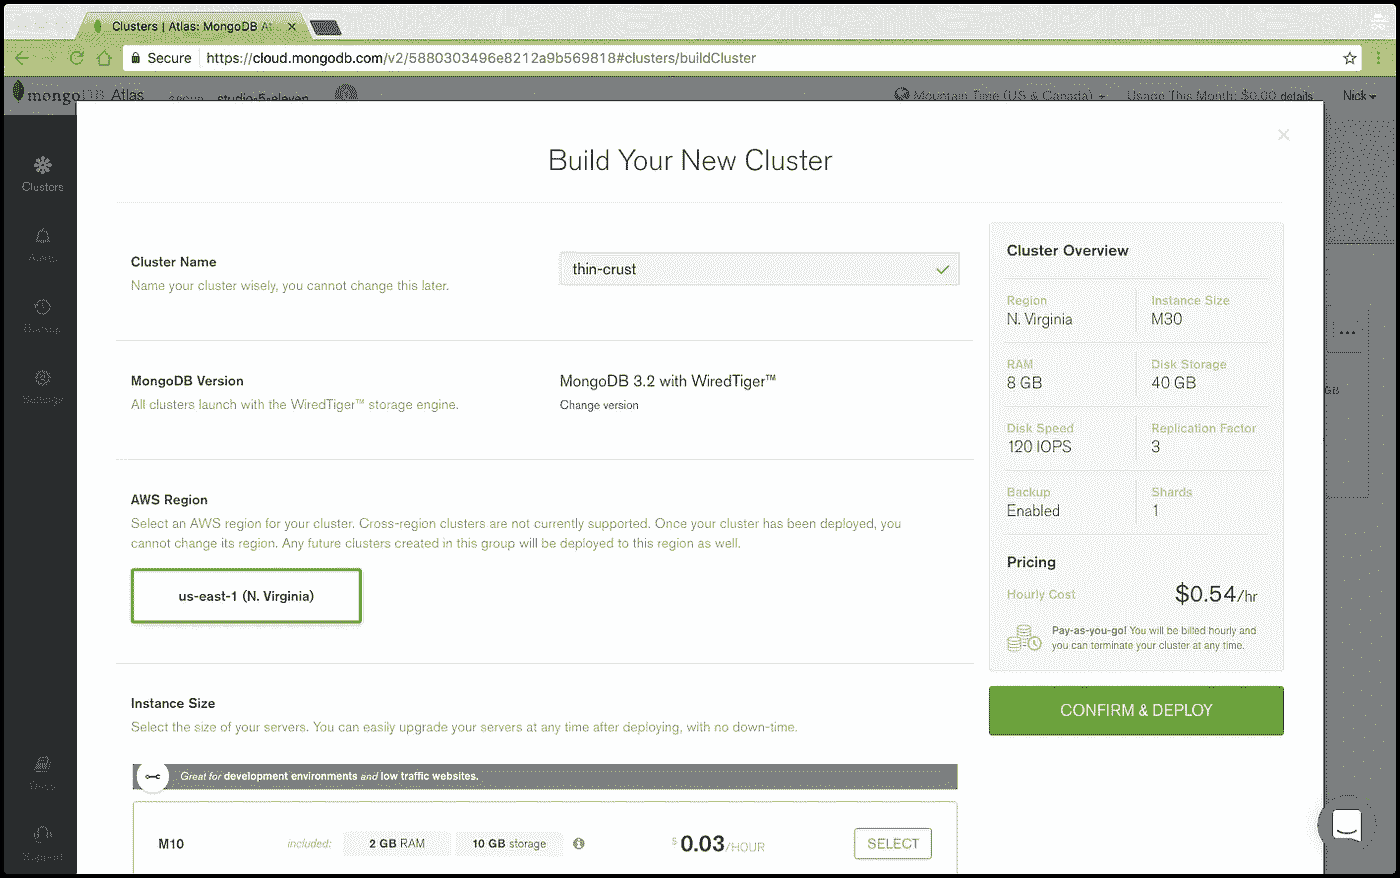 Clusters | Atlas: MongoDB At
Secure https://cloud.mongodb.com/v2/5880303496e8212a9b569818#clusters/buildCluster
mongoDB Atlas GROUP studio-5-eleven Mountain Time (US & Canada) Usage This Month: $0.00 details Nick
Build Your New Cluster
Clusters
Alerts
Backup
Settings
Docs
Support
Cluster Name
Name your cluster wisely, you cannot change this later.
thin-crust
MongoDB Version
All clusters launch with the WiredTiger™ storage engine.
MongoDB 3.2 with WiredTiger™
Change version
AWS Region
Select an AWS region for your cluster. Cross-region clusters are not currently supported. Once your cluster has been deployed, you
cannot change its region. Any future clusters created in this group will be deployed to this region as well.
us-east-1 (N. Virginia)
Instance Size
Select the size of your servers. You can easily upgrade your servers at any time after deploying, with no down-time.
Great for development environments and low traffic websites.
M10 included: 2 GB RAM 10 GB storage $0.03/HOUR SELECT
Cluster Overview
Region Instance Size
N. Virginia M30
RAM Disk Storage
8 GB 40 GB
Disk Speed Replication Factor
120 IOPS 3
Backup Shards
Enabled 1
Pricing
Hourly Cost $0.54/hr
Pay-as-you-go! You will be billed hourly and
you can terminate your cluster at any time.
CONFIRM & DEPLOY
GB